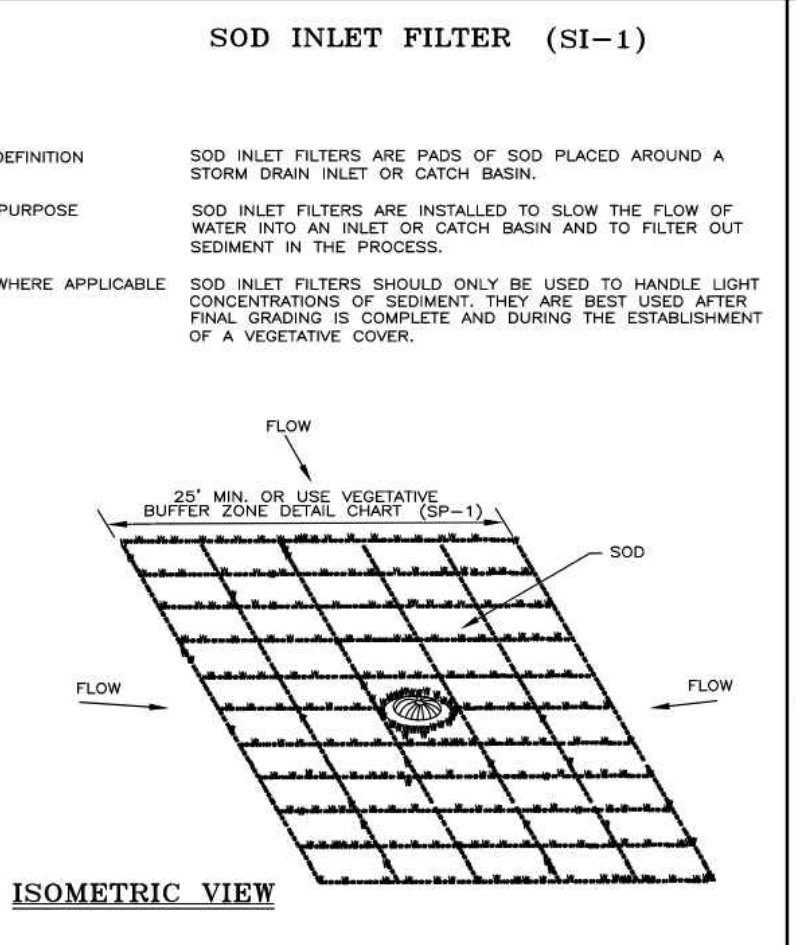 SOD INLET FILTER (SI-1)
DEFINITION SOD INLET FILTERS ARE PADS OF SOD PLACED AROUND A
STORM DRAIN INLET OR CATCH BASIN.
PURPOSE SOD INLET FILTERS ARE INSTALLED TO SLOW THE FLOW OF
WATER INTO AN INLET OR CATCH BASIN AND TO FILTER OUT
SEDIMENT IN THE PROCESS.
WHERE APPLICABLE SOD INLET FILTERS SHOULD ONLY BE USED TO HANDLE LIGHT
CONCENTRATIONS OF SEDIMENT. THEY ARE BEST USED AFTER
FINAL GRADING IS COMPLETE AND DURING THE ESTABLISHMENT
OF A VEGETATIVE COVER.
FLOW
25' MIN. OR USE VEGETATIVE
BUFFER ZONE DETAIL CHART (SP-1)
SOD
FLOW
FLOW
ISOMETRIC VIEW